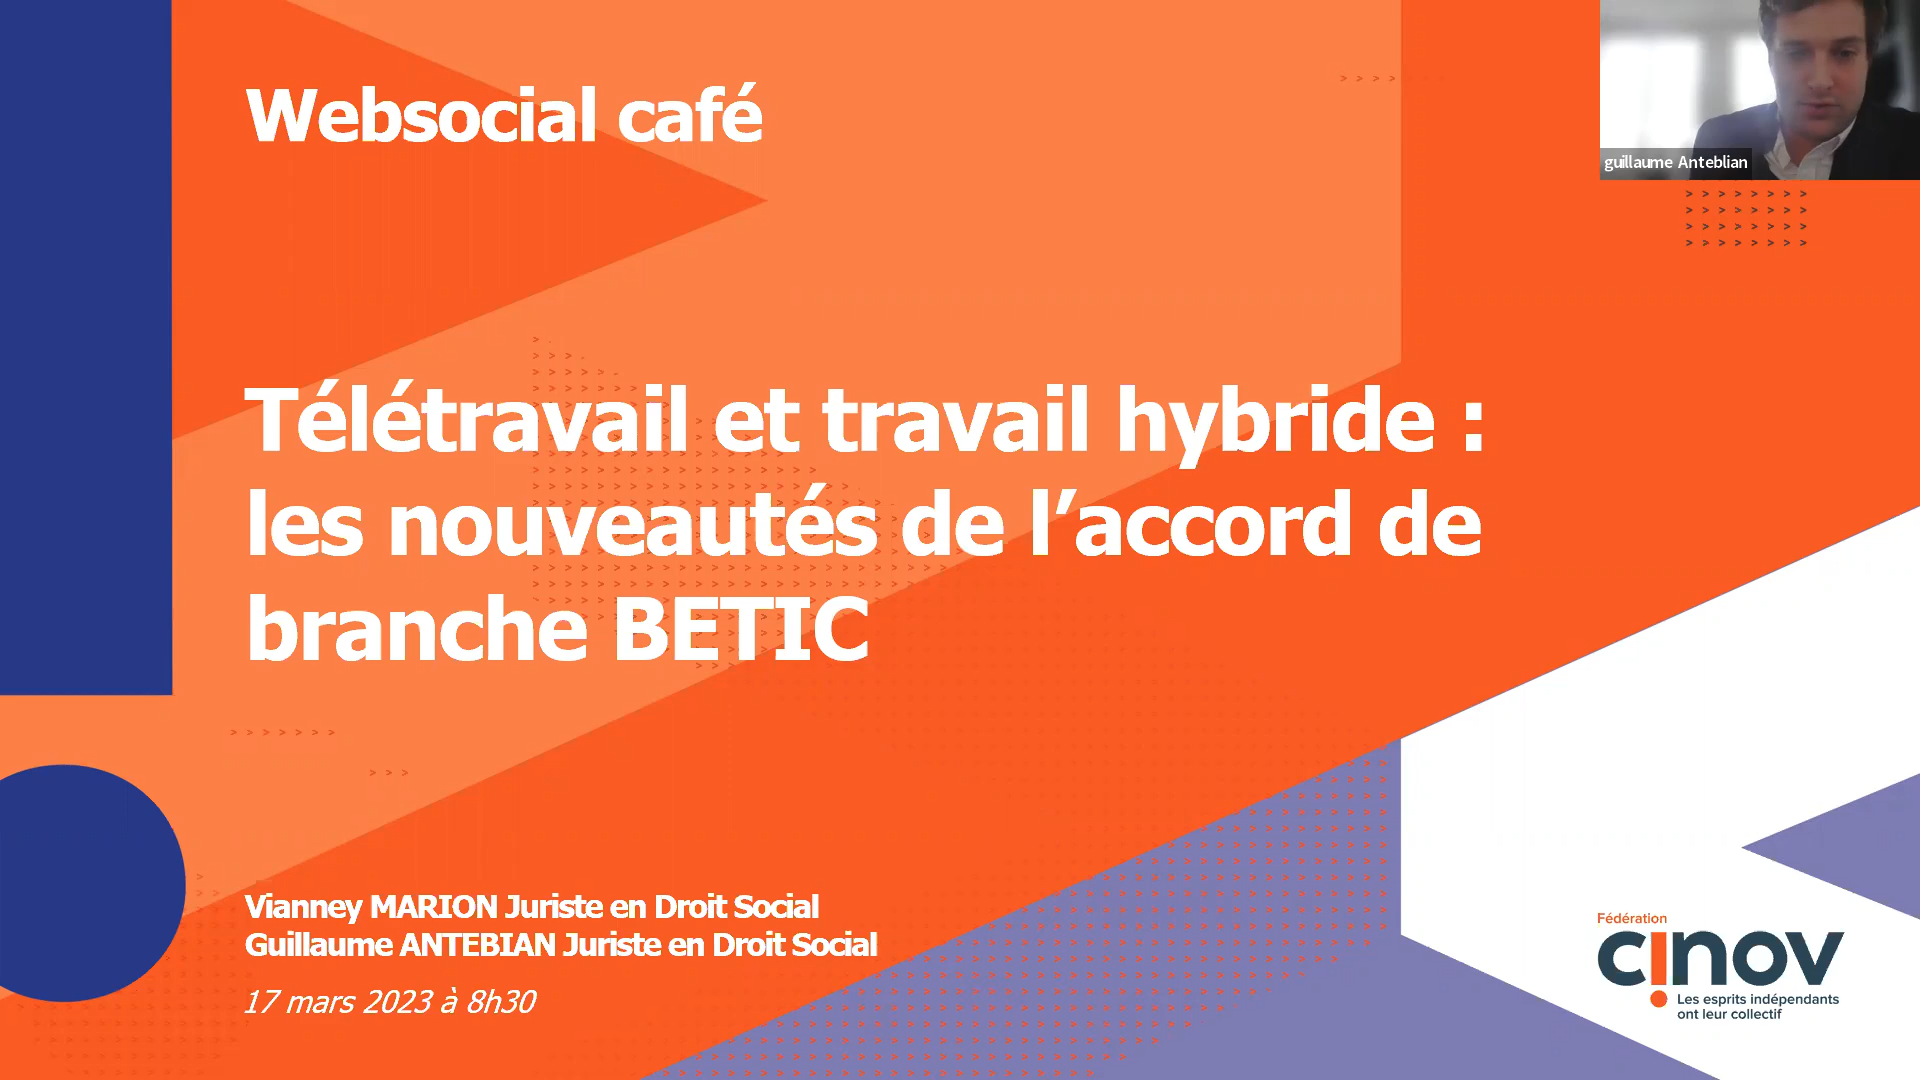 Websocial café
guillaume Anteblian
Télétravail et travail hybride :
les nouveautés de l’accord de
branche BETIC
Vianney MARION Juriste en Droit Social
Guillaume ANTEBIAN Juriste en Droit Social
17 mars 2023 à 8h30
Fédération
cinov
Les esprits indépendants
ont leur collectif